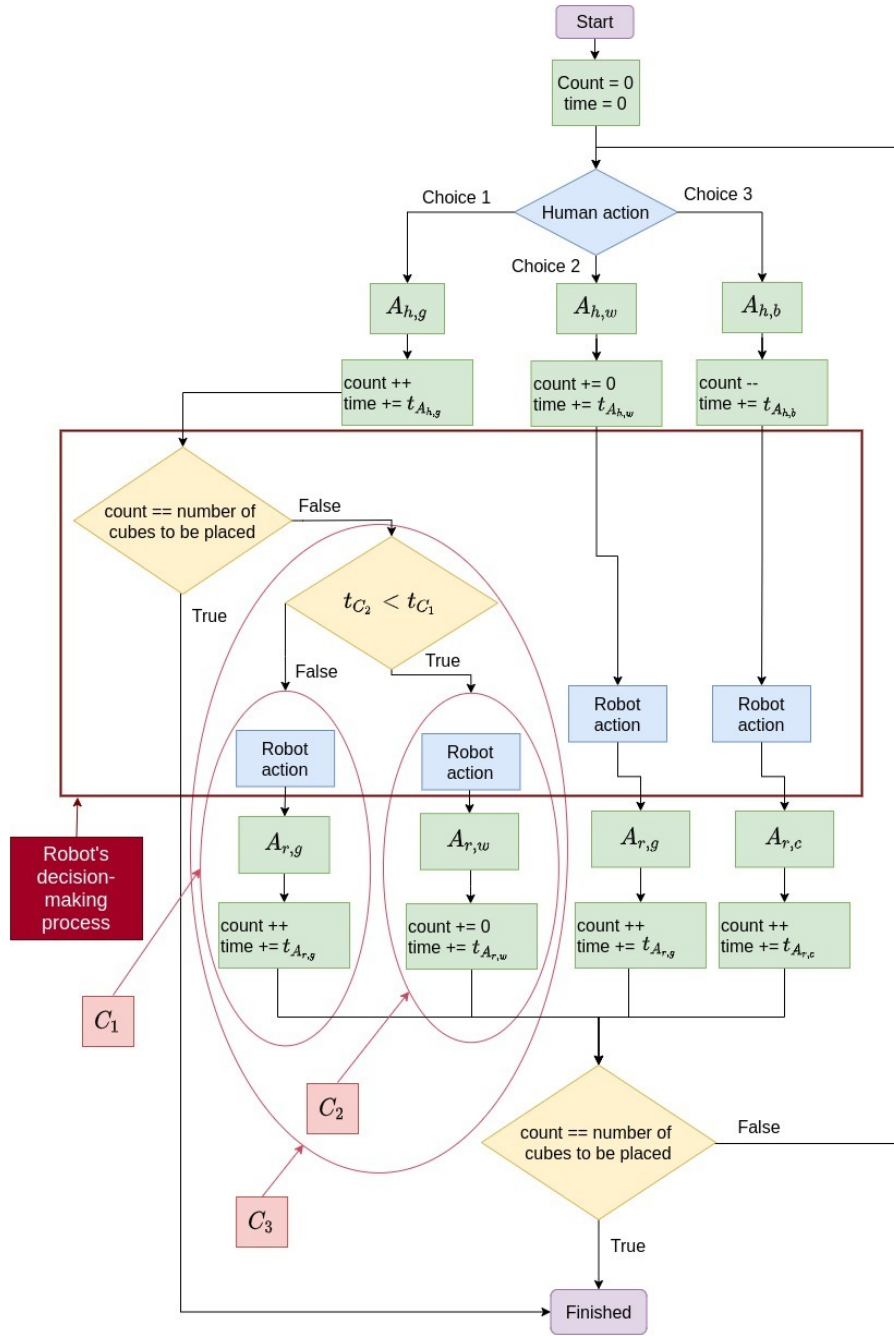 Start
Count = 0
time = 0
Human action
Choice 1
Choice 2
Choice 3
A_{h,g}
A_{h,w}
A_{h,b}
count ++
time += t_{A_{h,g}}
count += 0
time += t_{A_{h,w}}
count --
time += t_{A_{h,b}}
count == number of
cubes to be placed
False
True
t_{C_2} < t_{C_1}
False
True
Robot
action
Robot
action
Robot
action
Robot
action
Robot's
decision-
making
process
A_{r,g}
A_{r,w}
A_{r,g}
A_{r,c}
count ++
time += t_{A_{r,g}}
count += 0
time += t_{A_{r,w}}
count ++
time += t_{A_{r,g}}
count ++
time += t_{A_{r,c}}
C_1
C_2
C_3
count == number of
cubes to be placed
False
True
Finished